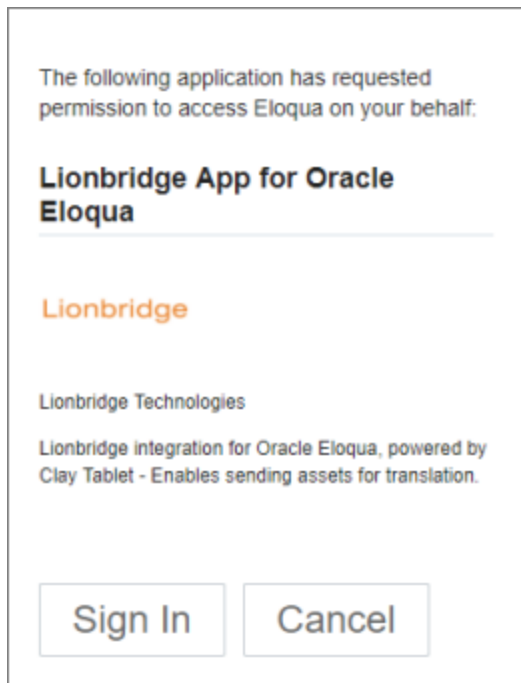 The following application has requested
permission to access Eloqua on your behalf:
Lionbridge App for Oracle
Eloqua
Lionbridge
Lionbridge Technologies
Lionbridge integration for Oracle Eloqua, powered by
Clay Tablet - Enables sending assets for translation.
Sign In
Cancel